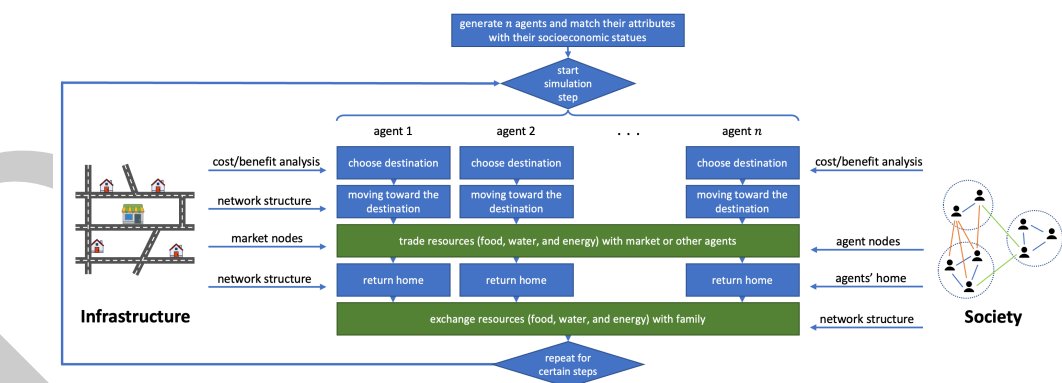 generate n agents and match their attributes
with their socioeconomic statues
start
simulation
step
agent 1
agent 2
. . .
agent n
cost/benefit analysis
choose destination
choose destination
choose destination
cost/benefit analysis
network structure
moving toward the
destination
moving toward the
destination
moving toward the
destination
market nodes
trade resources (food, water, and energy) with market or other agents
agent nodes
network structure
return home
return home
return home
agents' home
Infrastructure
exchange resources (food, water, and energy) with family
network structure
Society
repeat for
certain steps